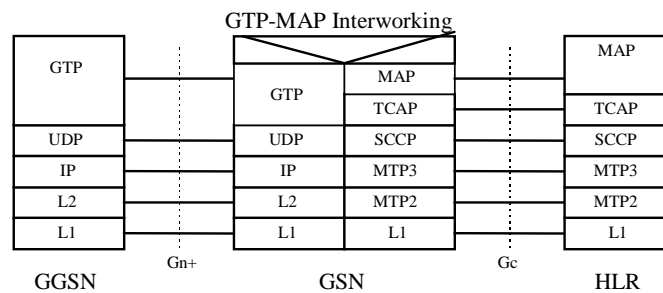 GTP-MAP Interworking
GTP
GTP
MAP
MAP
TCAP
TCAP
UDP
UDP
SCCP
SCCP
IP
IP
MTP3
MTP3
L2
L2
MTP2
MTP2
L1
L1
L1
L1
Gn+
Gc
GGSN
GSN
HLR